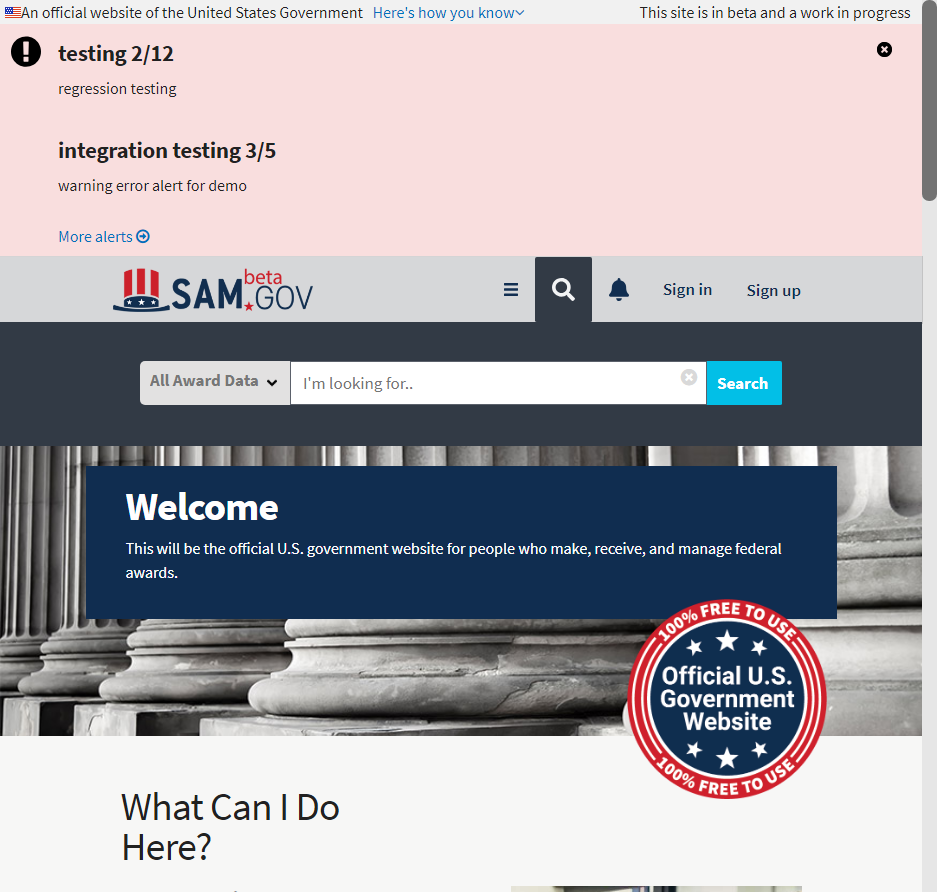 An official website of the United States Government Here's how you know This site is in beta and a work in progress
testing 2/12
regression testing
integration testing 3/5
warning error alert for demo
More alerts
SAM.GOV beta
Sign in
Sign up
All Award Data
I'm looking for..
Search
Welcome
This will be the official U.S. government website for people who make, receive, and manage federal
awards.
100% FREE TO USE
Official U.S.
Government
Website
100% FREE TO USE
What Can I Do
Here?